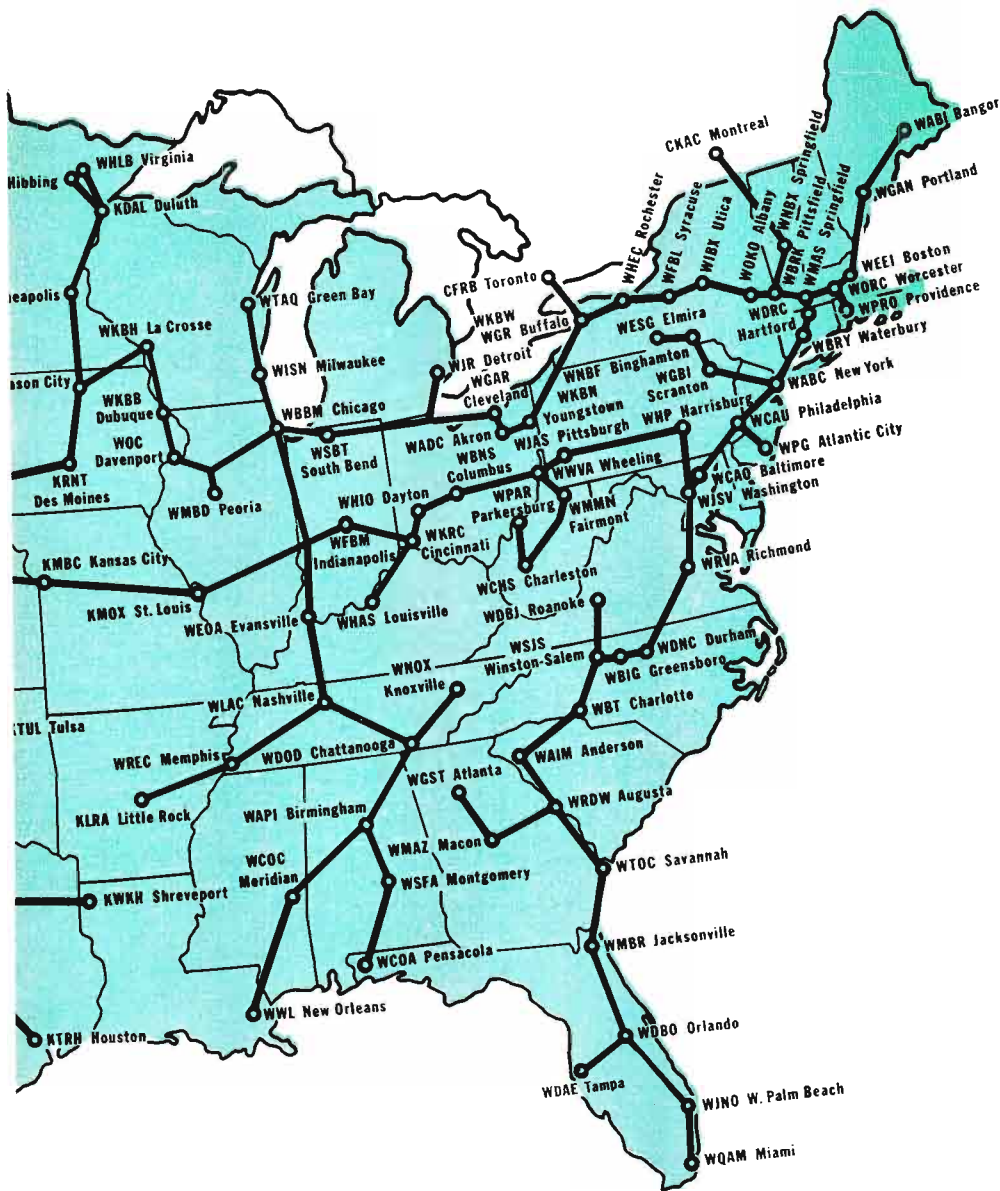 WHLB Virginia
Hibbing
KDAL Duluth
neapolis
WTAQ Green Bay
WKBH La Crosse
WISN Milwaukee
ason City
WKBB
Dubuque
WBBM Chicago
WOC
Davenport
WSBT
South Bend
KRNT
Des Moines
WMBD Peoria
CKAC Montreal
WABI Bangor
WGAN Portland
WHEC Rochester
WFBL Syracuse
WIBX Utica
WOKO Albany
WNBX Springfield
WBRK Pittsfield
WMAS Springfield
WEEI Boston
WORC Worcester
WPRO Providence
WDRC
Hartford
WBRY Waterbury
CFRB Toronto
WKBW
WGR Buffalo
WESG Elmira
WJR Detroit
WGAR
Cleveland
WNBF Binghamton
WGBI
Scranton
WABC New York
WKBN
Youngstown
WHP Harrisburg
WCAU Philadelphia
WPG Atlantic City
WADC Akron
WJAS Pittsburgh
WBNS
Columbus
WWVA Wheeling
WCAO Baltimore
WJSV Washington
WHIO Dayton
WPAR
Parkersburg
WMMN
Fairmont
WFBM
Indianapolis
WKRC
Cincinnati
KMBC Kansas City
KMOX St. Louis
WCHS Charleston
WRVA Richmond
WEOA Evansville
WHAS Louisville
WDBJ Roanoke
WSJS
Winston-Salem
WDNC Durham
WBIG Greensboro
WNOX
Knoxville
WLAC Nashville
WBT Charlotte
KTUL Tulsa
WREC Memphis
WDOD Chattanooga
WAIM Anderson
KLRA Little Rock
WGST Atlanta
WRDW Augusta
WAPI Birmingham
WMAZ Macon
WCOC
Meridian
WTOC Savannah
WSFA Montgomery
KWKH Shreveport
WMBR Jacksonville
WCOA Pensacola
WWL New Orleans
KTRH Houston
WDBO Orlando
WDAE Tampa
WJNO W. Palm Beach
WQAM Miami